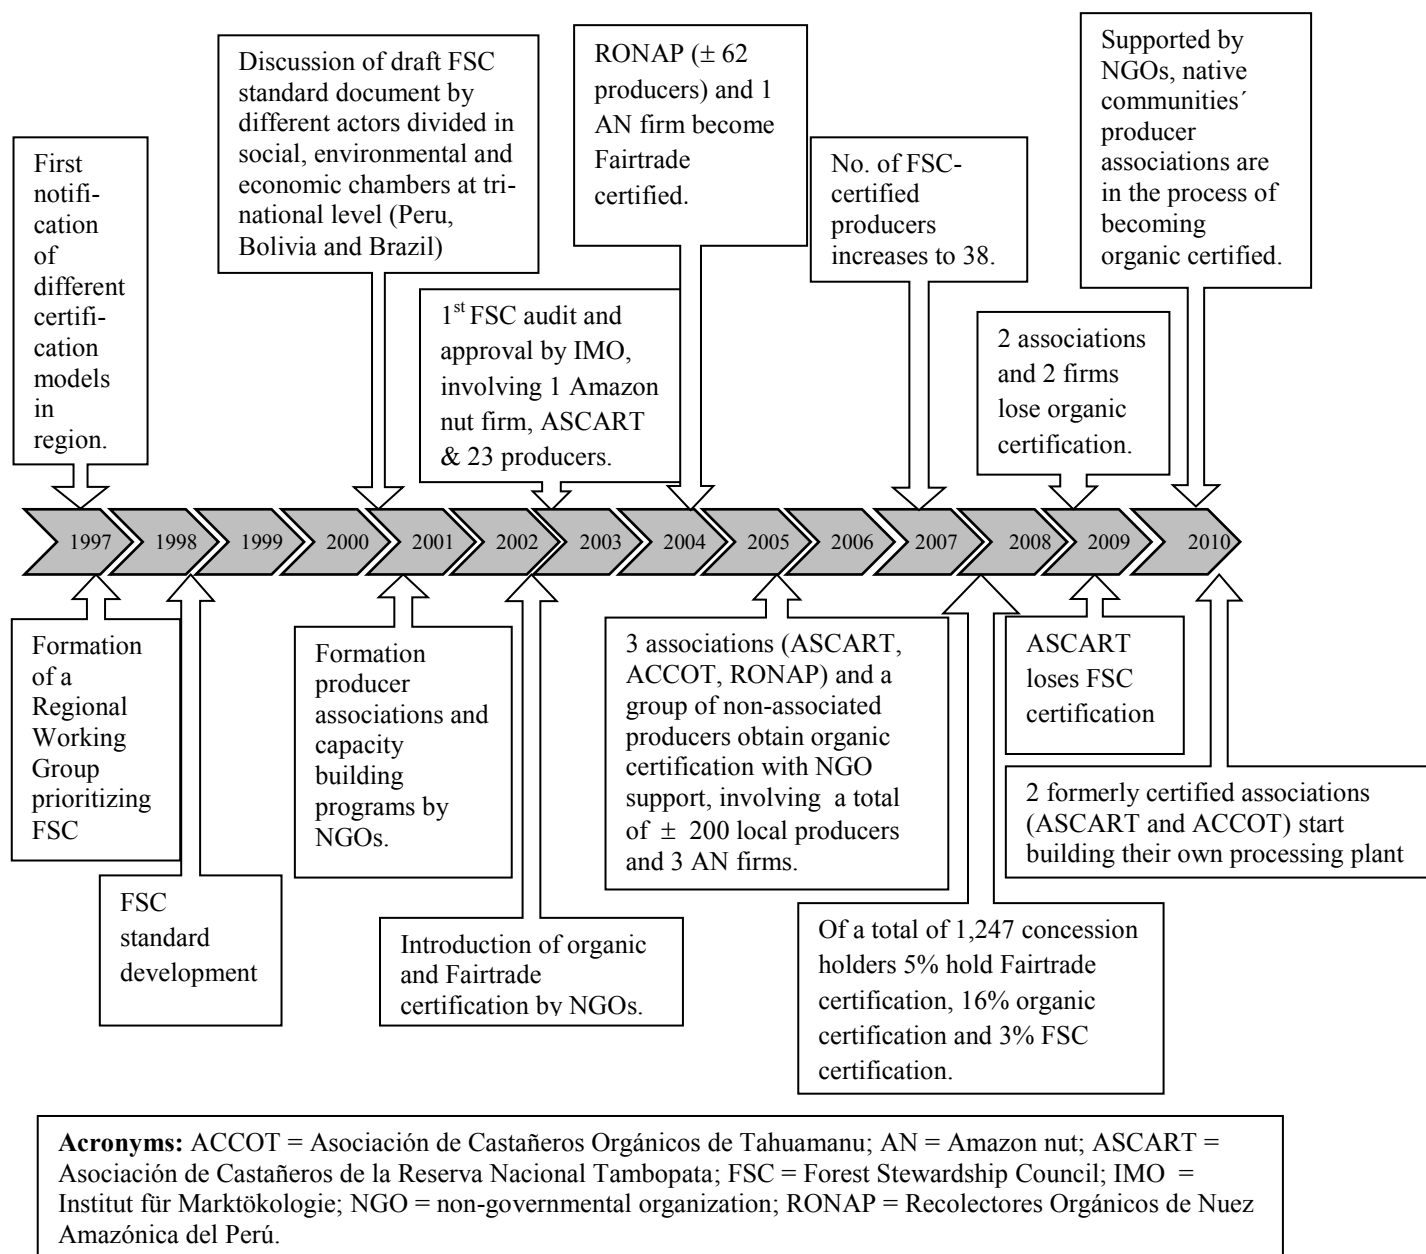 First
notifi-
cation
of
different
certifi-
cation
models
in
region.
Discussion of draft FSC
standard document by
different actors divided in
social, environmental and
economic chambers at tri-
national level (Peru,
Bolivia and Brazil)
1st FSC audit and
approval by IMO,
involving 1 Amazon
nut firm, ASCART
& 23 producers.
RONAP (± 62
producers) and 1
AN firm become
Fairtrade
certified.
No. of FSC-
certified
producers
increases to 38.
2 associations
and 2 firms
lose organic
certification.
Supported by
NGOs, native
communities´
producer
associations are
in the process of
becoming
organic certified.
1997 1998 1999 2000 2001 2002 2003 2004 2005 2006 2007 2008 2009 2010
Formation
of a
Regional
Working
Group
prioritizing
FSC
FSC
standard
development
Formation
producer
associations and
capacity
building
programs by
NGOs.
Introduction of organic
and Fairtrade
certification by NGOs.
3 associations (ASCART,
ACCOT, RONAP) and a
group of non-associated
producers obtain organic
certification with NGO
support, involving a total
of ± 200 local producers
and 3 AN firms.
Of a total of 1,247 concession
holders 5% hold Fairtrade
certification, 16% organic
certification and 3% FSC
certification.
ASCART
loses FSC
certification
2 formerly certified associations
(ASCART and ACCOT) start
building their own processing plant
Acronyms: ACCOT = Asociación de Castañeros Orgánicos de Tahuamanu; AN = Amazon nut; ASCART =
Asociación de Castañeros de la Reserva Nacional Tambopata; FSC = Forest Stewardship Council; IMO =
Institut für Marktökologie; NGO = non-governmental organization; RONAP = Recolectores Orgánicos de Nuez
Amazónica del Perú.